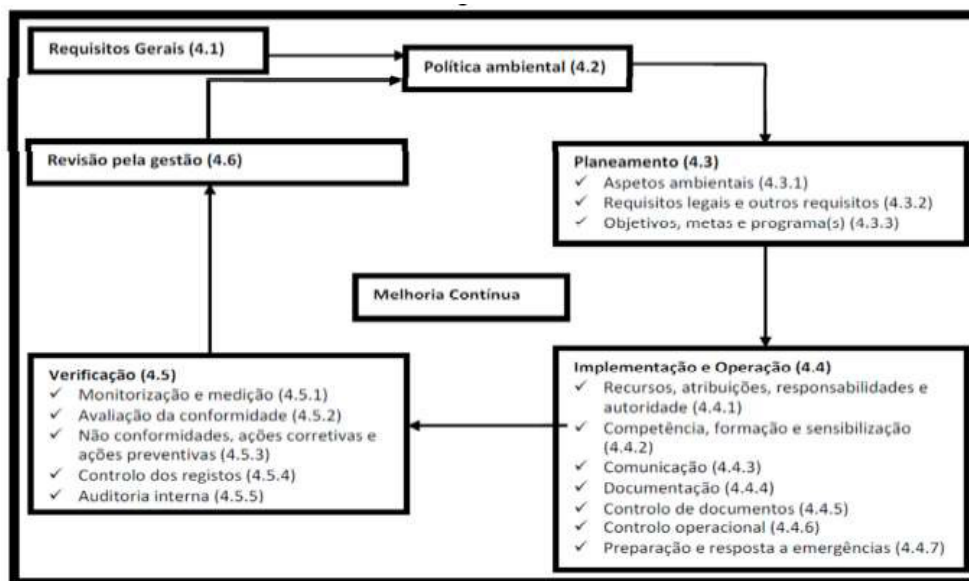 Requisitos Gerais (4.1)
Política ambiental (4.2)
Revisão pela gestão (4.6)
Planeamento (4.3)
✓ Aspetos ambientais (4.3.1)
✓ Requisitos legais e outros requisitos (4.3.2)
✓ Objetivos, metas e programa(s) (4.3.3)
Melhoria Contínua
Implementação e Operação (4.4)
✓ Recursos, atribuições, responsabilidades e
autoridade (4.4.1)
✓ Competência, formação e sensibilização
(4.4.2)
✓ Comunicação (4.4.3)
✓ Documentação (4.4.4)
✓ Controlo de documentos (4.4.5)
✓ Controlo operacional (4.4.6)
✓ Preparação e resposta a emergências (4.4.7)
Verificação (4.5)
✓ Monitorização e medição (4.5.1)
✓ Avaliação da conformidade (4.5.2)
✓ Não conformidades, ações corretivas e
ações preventivas (4.5.3)
✓ Controlo dos registos (4.5.4)
✓ Auditoria interna (4.5.5)